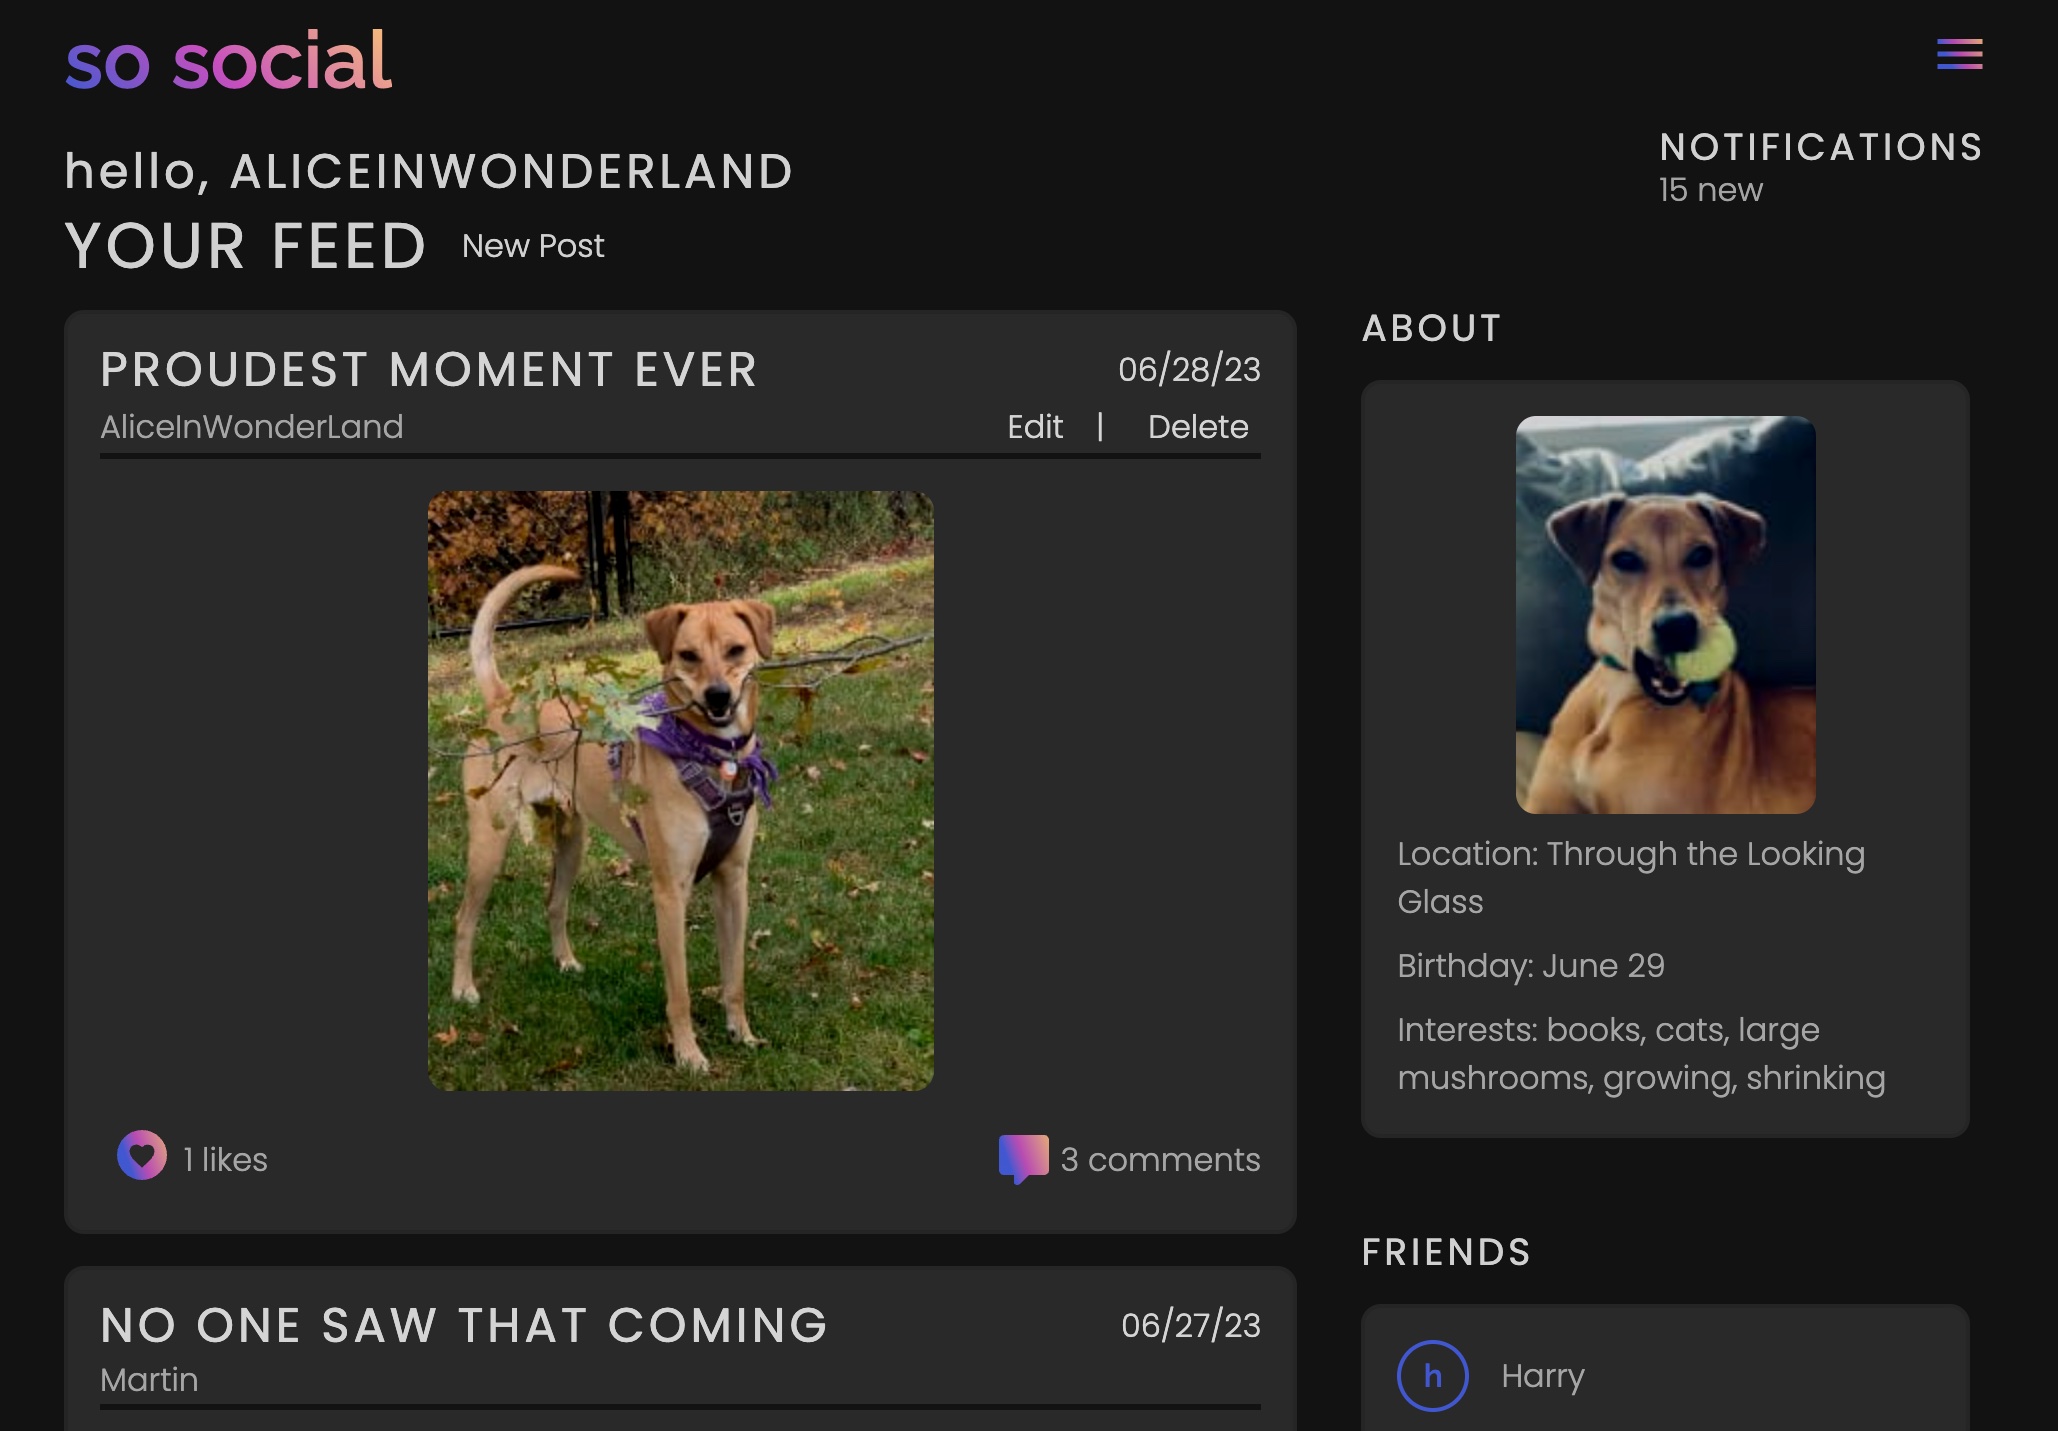 so social
hello, ALICEINWONDERLAND
NOTIFICATIONS
15 new
YOUR FEED New Post
PROUDEST MOMENT EVER 06/28/23
AliceInWonderLand Edit | Delete
1 likes 3 comments
NO ONE SAW THAT COMING 06/27/23
Martin
ABOUT
Location: Through the Looking
Glass
Birthday: June 29
Interests: books, cats, large
mushrooms, growing, shrinking
FRIENDS
h Harry